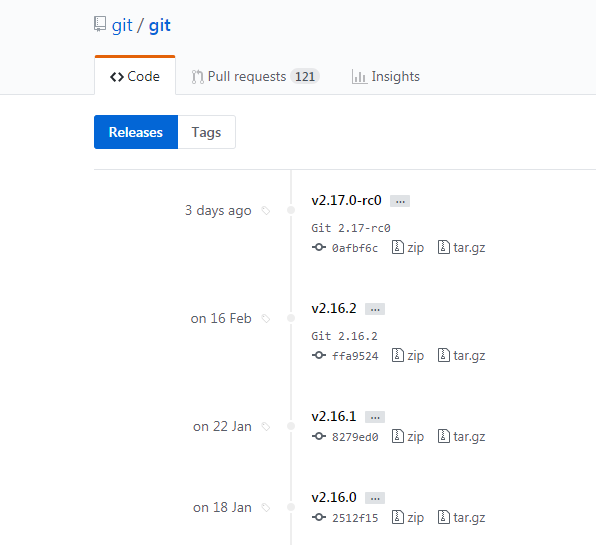 git / git
Code Pull requests 121 Insights
Releases Tags
3 days ago v2.17.0-rc0 ...
Git 2.17-rc0
0afbf6c zip tar.gz
on 16 Feb v2.16.2 ...
Git 2.16.2
ffa9524 zip tar.gz
on 22 Jan v2.16.1 ...
8279ed0 zip tar.gz
on 18 Jan v2.16.0 ...
2512f15 zip tar.gz